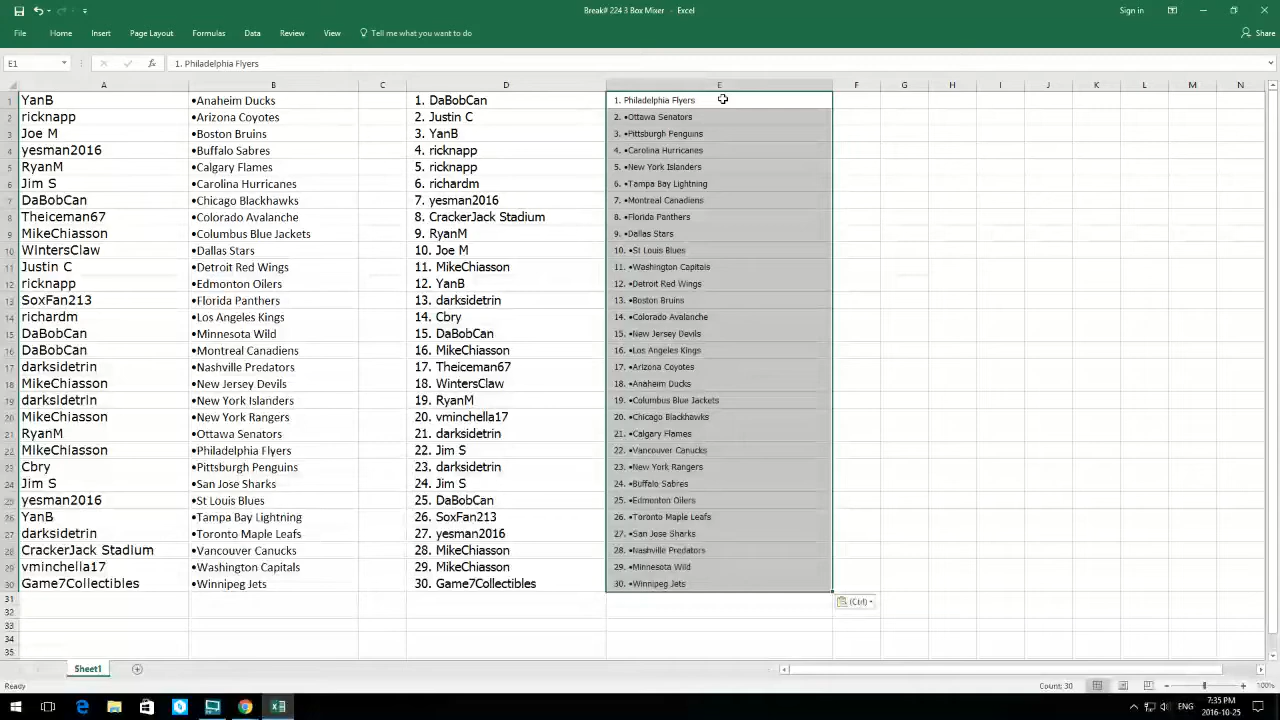 Break# 224 3 Box Mixer - Excel
Sign in
File Home Insert Page Layout Formulas Data Review View Tell me what you want to do Share
E1 fx 1. Philadelphia Flyers
A B C D E F G H I J K L M N
1 YanB •Anaheim Ducks 1. DaBobCan 1. Philadelphia Flyers
2 ricknapp •Arizona Coyotes 2. Justin C 2. •Ottawa Senators
3 Joe M •Boston Bruins 3. YanB 3. •Pittsburgh Penguins
4 yesman2016 •Buffalo Sabres 4. ricknapp 4. •Carolina Hurricanes
5 RyanM •Calgary Flames 5. ricknapp 5. •New York Islanders
6 Jim S •Carolina Hurricanes 6. richardm 6. •Tampa Bay Lightning
7 DaBobCan •Chicago Blackhawks 7. yesman2016 7. •Montreal Canadiens
8 Theiceman67 •Colorado Avalanche 8. CrackerJack Stadium 8. •Florida Panthers
9 MikeChiasson •Columbus Blue Jackets 9. RyanM 9. •Dallas Stars
10 WintersClaw •Dallas Stars 10. Joe M 10. •St Louis Blues
11 Justin C •Detroit Red Wings 11. MikeChiasson 11. •Washington Capitals
12 ricknapp •Edmonton Oilers 12. YanB 12. •Detroit Red Wings
13 SoxFan213 •Florida Panthers 13. darksidetrin 13. •Boston Bruins
14 richardm •Los Angeles Kings 14. Cbry 14. •Colorado Avalanche
15 DaBobCan •Minnesota Wild 15. DaBobCan 15. •New Jersey Devils
16 DaBobCan •Montreal Canadiens 16. MikeChiasson 16. •Los Angeles Kings
17 darksidetrin •Nashville Predators 17. Theiceman67 17. •Arizona Coyotes
18 MikeChiasson •New Jersey Devils 18. WintersClaw 18. •Anaheim Ducks
19 darksidetrin •New York Islanders 19. RyanM 19. •Columbus Blue Jackets
20 MikeChiasson •New York Rangers 20. vminchella17 20. •Chicago Blackhawks
21 RyanM •Ottawa Senators 21. darksidetrin 21. •Calgary Flames
22 MikeChiasson •Philadelphia Flyers 22. Jim S 22. •Vancouver Canucks
23 Cbry •Pittsburgh Penguins 23. darksidetrin 23. •New York Rangers
24 Jim S •San Jose Sharks 24. Jim S 24. •Buffalo Sabres
25 yesman2016 •St Louis Blues 25. DaBobCan 25. •Edmonton Oilers
26 YanB •Tampa Bay Lightning 26. SoxFan213 26. •Toronto Maple Leafs
27 darksidetrin •Toronto Maple Leafs 27. yesman2016 27. •San Jose Sharks
28 CrackerJack Stadium •Vancouver Canucks 28. MikeChiasson 28. •Nashville Predators
29 vminchella17 •Washington Capitals 29. MikeChiasson 29. •Minnesota Wild
30 Game7Collectibles •Winnipeg Jets 30. Game7Collectibles 30. •Winnipeg Jets
31 (Ctrl)
32
33
34
35
Sheet1
Ready Count: 30 100%
ENG 7:35 PM
2016-10-25